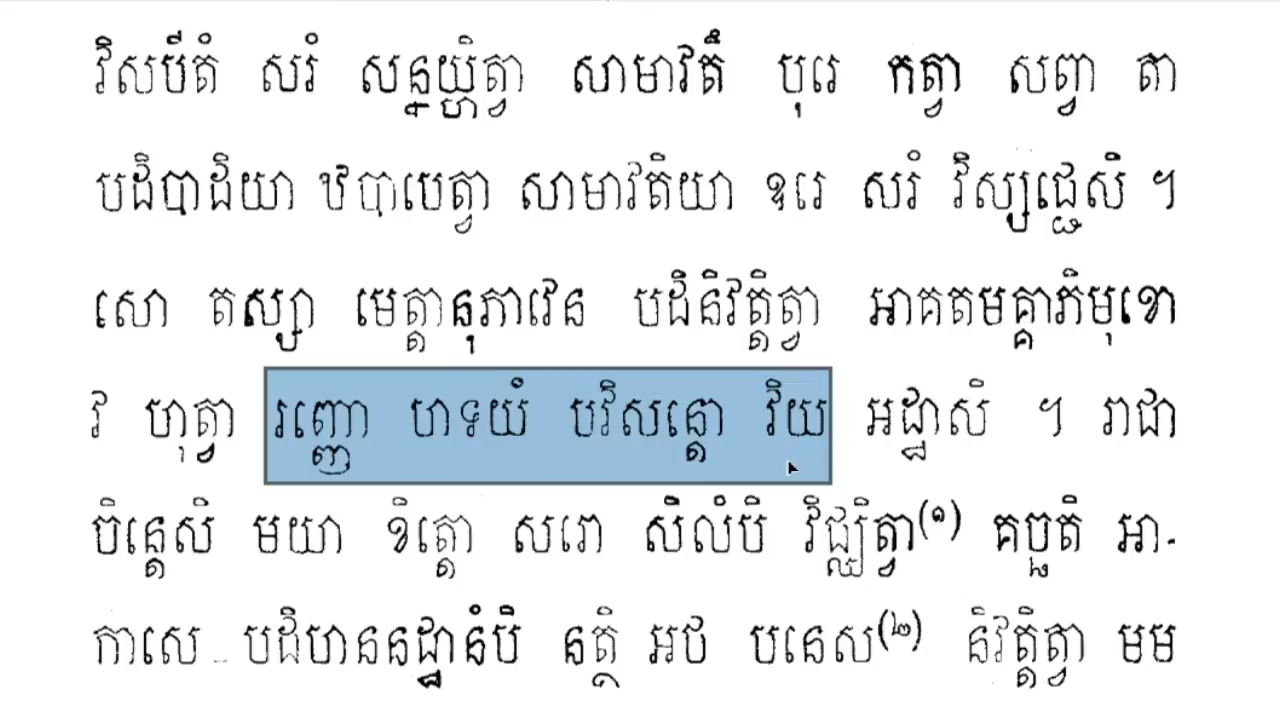 វិសបីតំ សរំ សន្នយ្ហិត្វា សាមាវតឹ បុរេ កត្វា សព្វា តា
បដិបាដិយា ឋបាបេត្វា សាមាវតិយា ឧរេ សរំ វិស្សជ្ជេសិ ។
សោ តស្សា មេត្តានុភាវេន បដិនិវត្តិត្វា អាគតមគ្គាភិមុខោ
វ ហុត្វា រញ្ញោ ហទយំ បវិសន្តោ វិយ អដ្ឋាសិ ។ រាជា
ចិន្តេសិ មយា ខិត្តោ សរោ សិលំបិ វិជ្ឈិត្វា(១) គច្ឆតិ អា-
កាសេ បដិហននដ្ឋានំបិ នត្ថិ អថ បនេស(២) និវត្តិត្វា មម